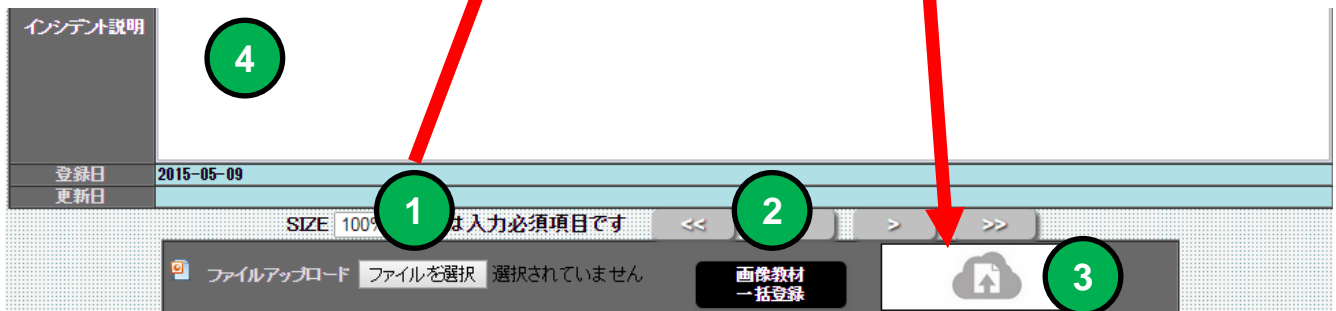 インシデント説明
4
登録日 2015-05-09
更新日
SIZE 100% は入力必須項目です << > >>
1
2
ファイルアップロード ファイルを選択 選択されていません
画像教材
一括登録
3